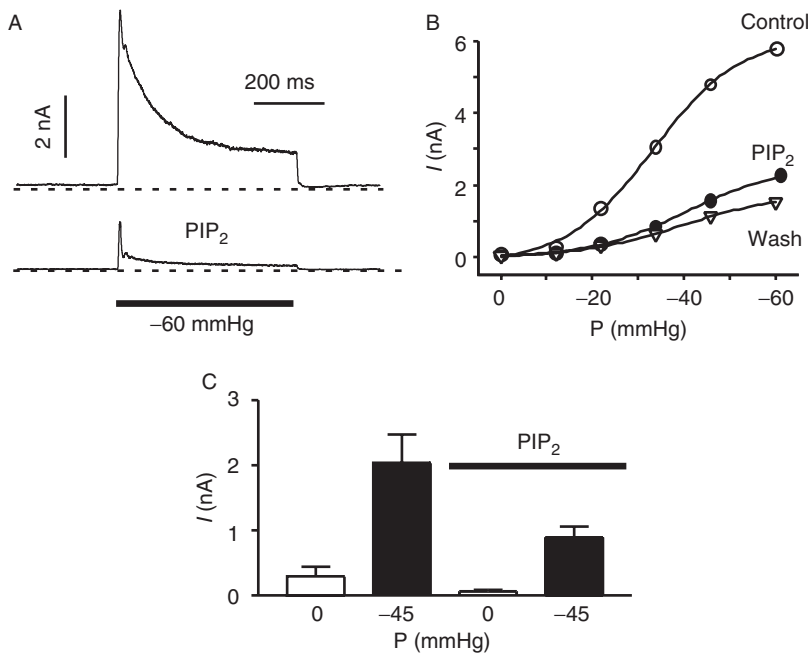 A
200 ms
2 nA
PIP₂
−60 mmHg
B
Control
6
4
2
0
I (nA)
PIP₂
Wash
0
−20
−40
−60
P (mmHg)
C
3
2
1
0
I (nA)
PIP₂
0
−45
0
−45
P (mmHg)